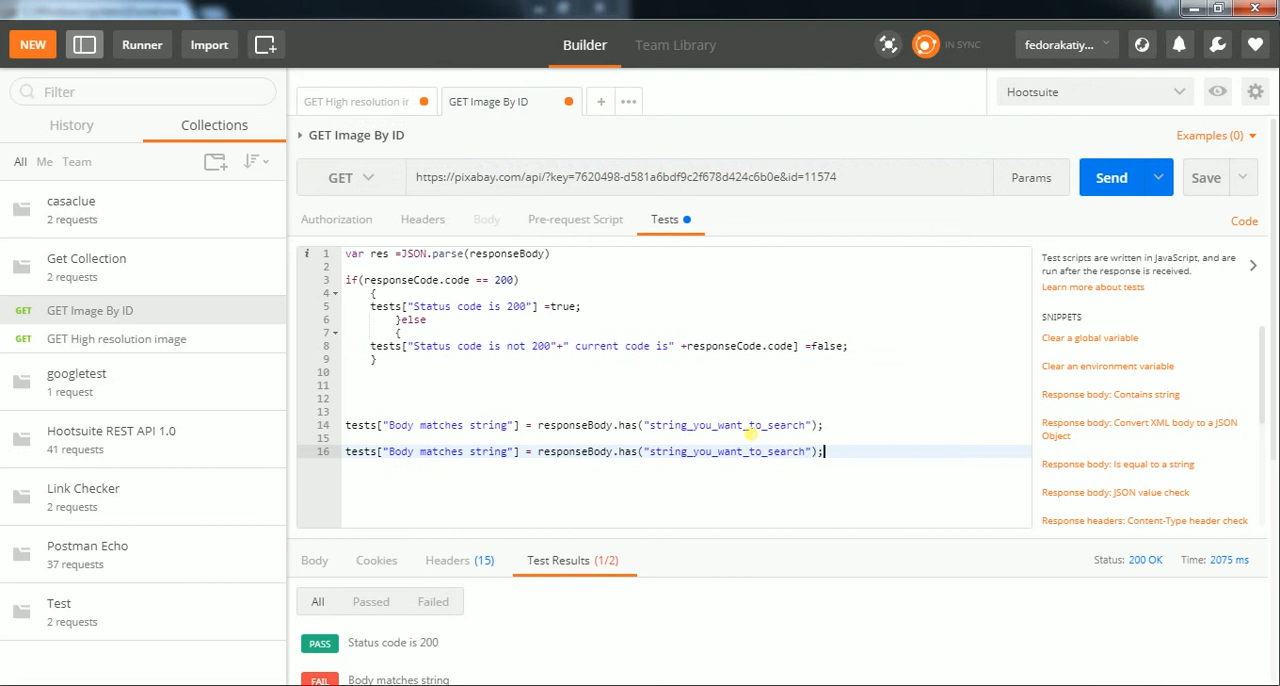 NEW
Runner
Import
Builder
Team Library
IN SYNC
fedorakatiy...
Filter
History
Collections
All Me Team
casaclue
2 requests
Get Collection
2 requests
GET GET Image By ID
GET GET High resolution image
googletest
1 request
Hootsuite REST API 1.0
41 requests
Link Checker
2 requests
Postman Echo
37 requests
Test
2 requests
GET High resolution ir
GET Image By ID
+
Hootsuite
GET Image By ID
Examples (0)
GET
https://pixabay.com/api/?key=7620498-d581a6bdf9c2f678d424c6b0e&id=11574
Params
Send
Save
Authorization
Headers
Body
Pre-request Script
Tests
Code
i 1 var res =JSON.parse(responseBody)
2
3 if(responseCode.code == 200)
4 {
5 tests["Status code is 200"] =true;
6 }else
7 {
8 tests["Status code is not 200"+" current code is" +responseCode.code] =false;
9 }
10
11
12
13
14 tests["Body matches string"] = responseBody.has("string_you_want_to_search");
15
16 tests["Body matches string"] = responseBody.has("string_you_want_to_search");
Test scripts are written in JavaScript, and are
run after the response is received.
Learn more about tests
SNIPPETS
Clear a global variable
Clear an environment variable
Response body: Contains string
Response body: Convert XML body to a JSON
Object
Response body: Is equal to a string
Response body: JSON value check
Response headers: Content-Type header check
Body
Cookies
Headers (15)
Test Results (1/2)
Status: 200 OK
Time: 2075 ms
All
Passed
Failed
PASS Status code is 200
FAIL Body matches string